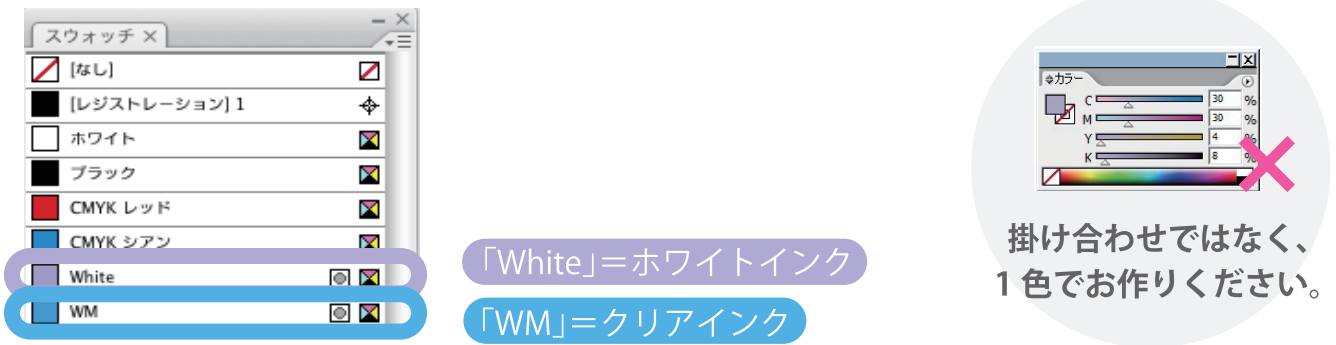 スウォッチ ×
[なし]
[レジストレーション] 1
ホワイト
ブラック
CMYK レッド
CMYK シアン
White
WM
「White」＝ホワイトインク
「WM」＝クリアインク
カラー
C 30 %
M 30 %
Y 4 %
K 8 %
掛け合わせではなく、
1 色でお作りください。